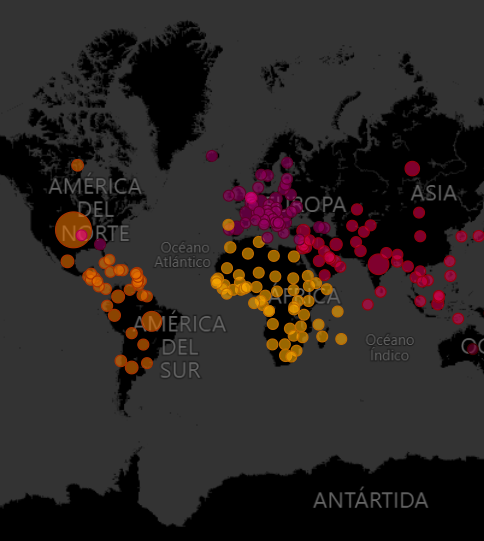 AMÉRICA
DEL
NORTE
EUROPA
ASIA
Océano
Atlántico
ÁFRICA
AMÉRICA
DEL
SUR
Océano
Índico
OC
ANTÁRTIDA